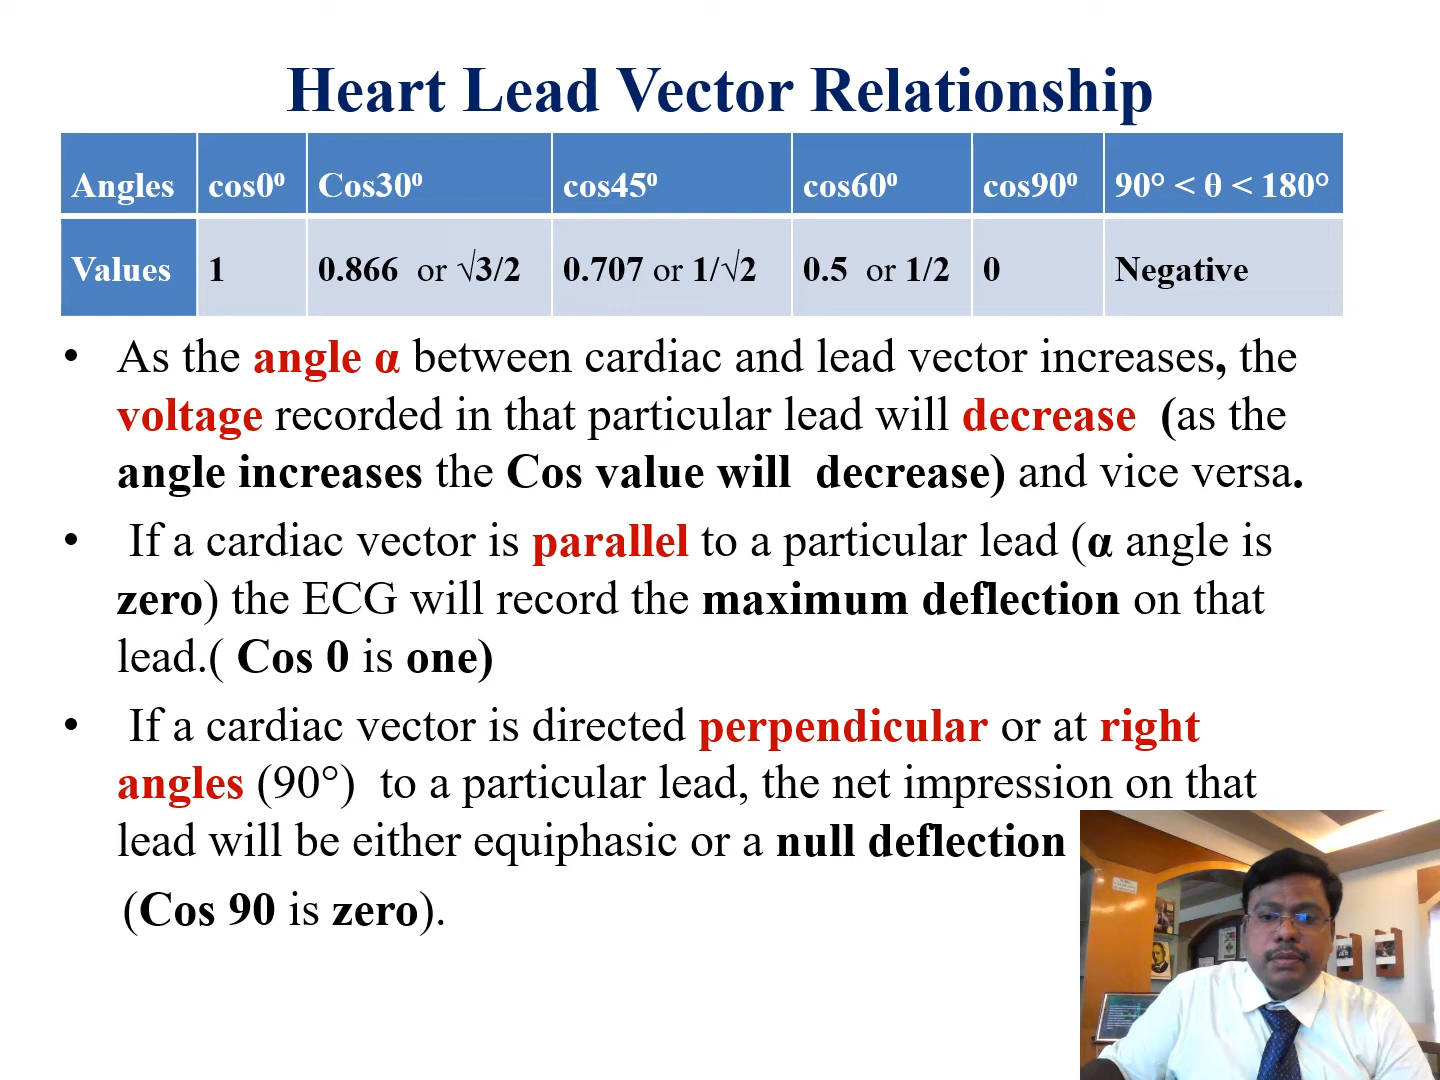 Heart Lead Vector Relationship
Angles cos0⁰ Cos30⁰ cos45⁰ cos60⁰ cos90⁰ 90° < θ < 180°
Values 1 0.866 or √3/2 0.707 or 1/√2 0.5 or 1/2 0 Negative
• As the angle α between cardiac and lead vector increases, the
voltage recorded in that particular lead will decrease (as the
angle increases the Cos value will decrease) and vice versa.
• If a cardiac vector is parallel to a particular lead (α angle is
zero) the ECG will record the maximum deflection on that
lead.( Cos 0 is one)
• If a cardiac vector is directed perpendicular or at right
angles (90°) to a particular lead, the net impression on that
lead will be either equiphasic or a null deflection
(Cos 90 is zero).